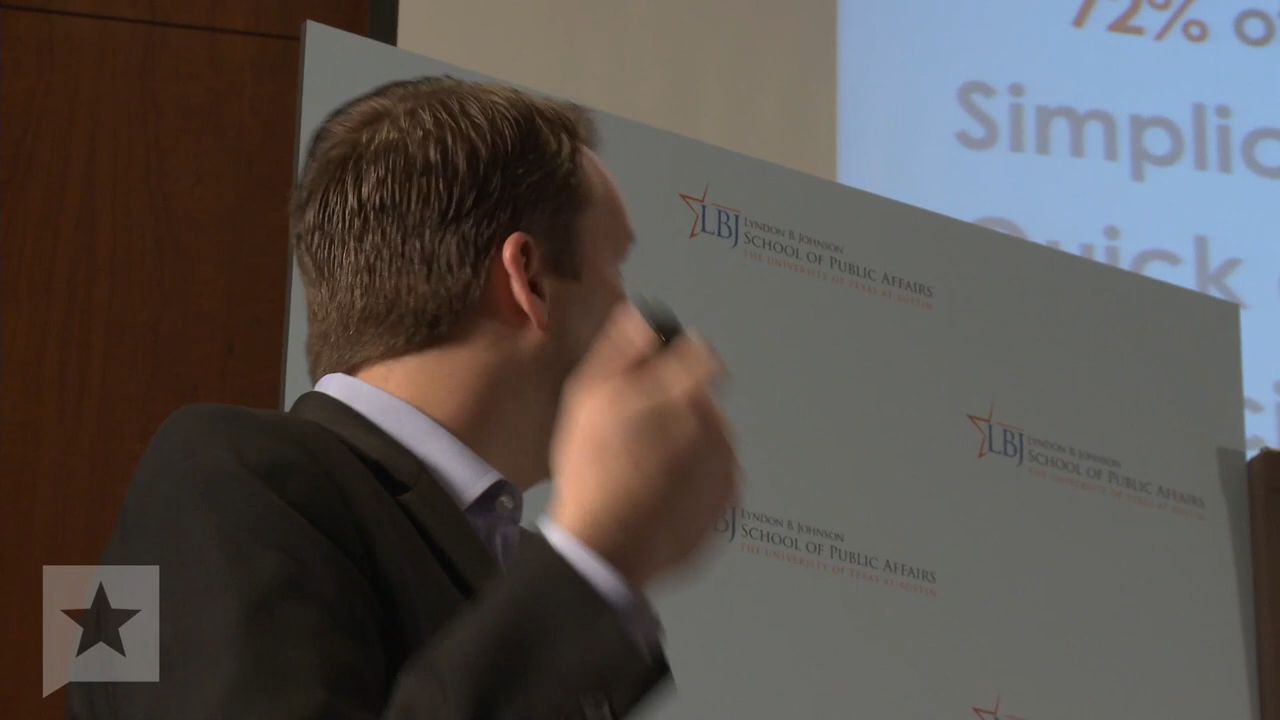 72%
LBJ LYNDON B. JOHNSON
SCHOOL OF PUBLIC AFFAIRS
THE UNIVERSITY OF TEXAS AT AUSTIN
LBJ LYNDON B. JOHNSON
SCHOOL OF PUBLIC AFFAIRS
THE UNIVERSITY OF TEXAS AT AUSTIN
LYNDON B. JOHNSON
SCHOOL OF PUBLIC AFFAIRS
THE UNIVERSITY OF TEXAS AT AUSTIN
Simplic
Quick